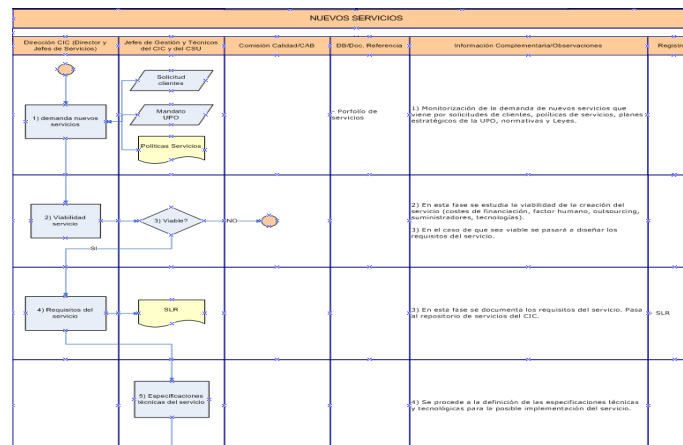 NUEVOS SERVICIOS
Dirección CIC (Director y
Jefes de Servicios)
Jefes de Gestión y Técnicos
del CIC y del CSU
Comisión Calidad/CAB
DB/Doc. Referencia
Información Complementaria/Observaciones
Registro
Solicitud
clientes
Mandato
UPO
Políticas Servicios
1) demanda nuevos
servicios
- Porfolio de
servicios
1) Monitorización de la demanda de nuevos servicios que
viene por solicitudes de clientes, políticas de servicios, planes
estratégicos de la UPO, normativas y Leyes.
2) Viabilidad
servicio
3) Viable?
NO
SI
2) En esta fase se estudia la viabilidad de la creación del
servicio (costes de financiación, factor humano, outsourcing,
suministradores, tecnologías).
3) En el caso de que sea viable se pasará a diseñar los
requisitos del servicio.
4) Requisitos del
servicio
SLR
3) En esta fase se documenta los requisitos del servicio. Pasa
al repositorio de servicios del CIC.
- SLR
5) Especificaciones
técnicas del servicio
4) Se procede a la definición de las especificaciones técnicas
y tecnológicas para la posible implementación del servicio.